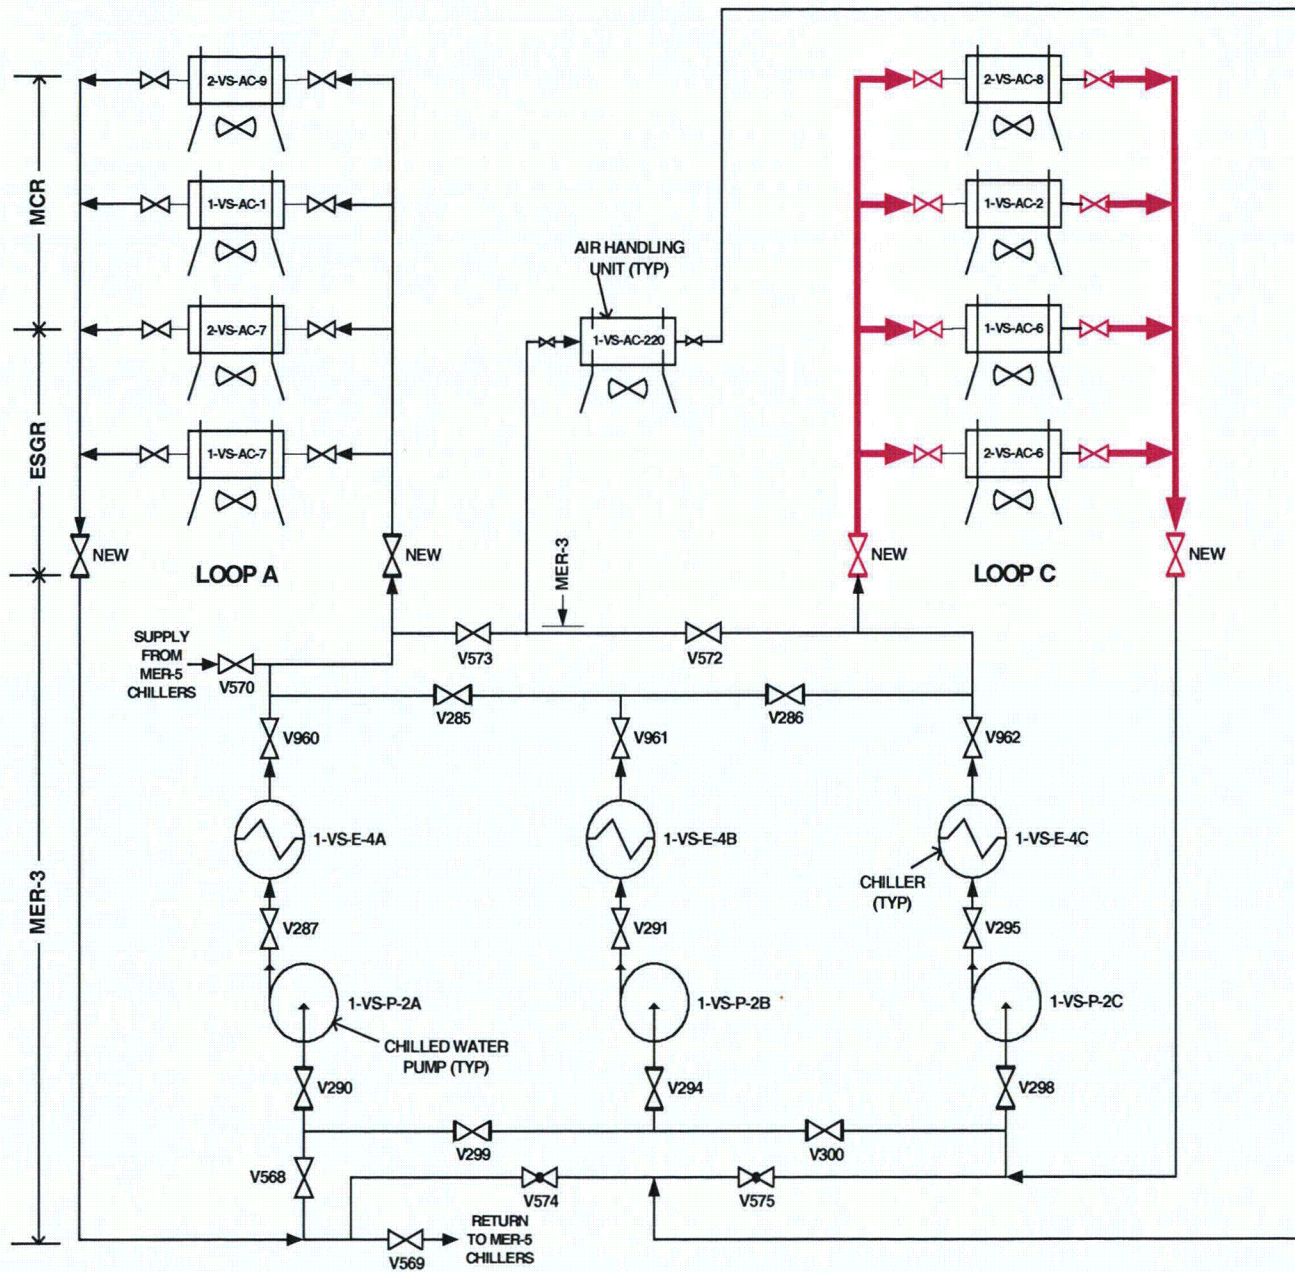 2-VS-AC-9
2-VS-AC-8
MCR
1-VS-AC-1
1-VS-AC-2
AIR HANDLING
UNIT (TYP)
2-VS-AC-7
1-VS-AC-220
1-VS-AC-6
ESGR
1-VS-AC-7
2-VS-AC-6
NEW
NEW
NEW
NEW
LOOP A
MER-3
LOOP C
SUPPLY
FROM
MER-5
CHILLERS
V570
V573
V572
V285
V286
V960
V961
V962
1-VS-E-4A
1-VS-E-4B
1-VS-E-4C
CHILLER
(TYP)
MER-3
V287
V291
V295
1-VS-P-2A
1-VS-P-2B
1-VS-P-2C
CHILLED WATER
PUMP (TYP)
V290
V294
V298
V299
V300
V568
V574
V575
RETURN
TO MER-5
CHILLERS
V569